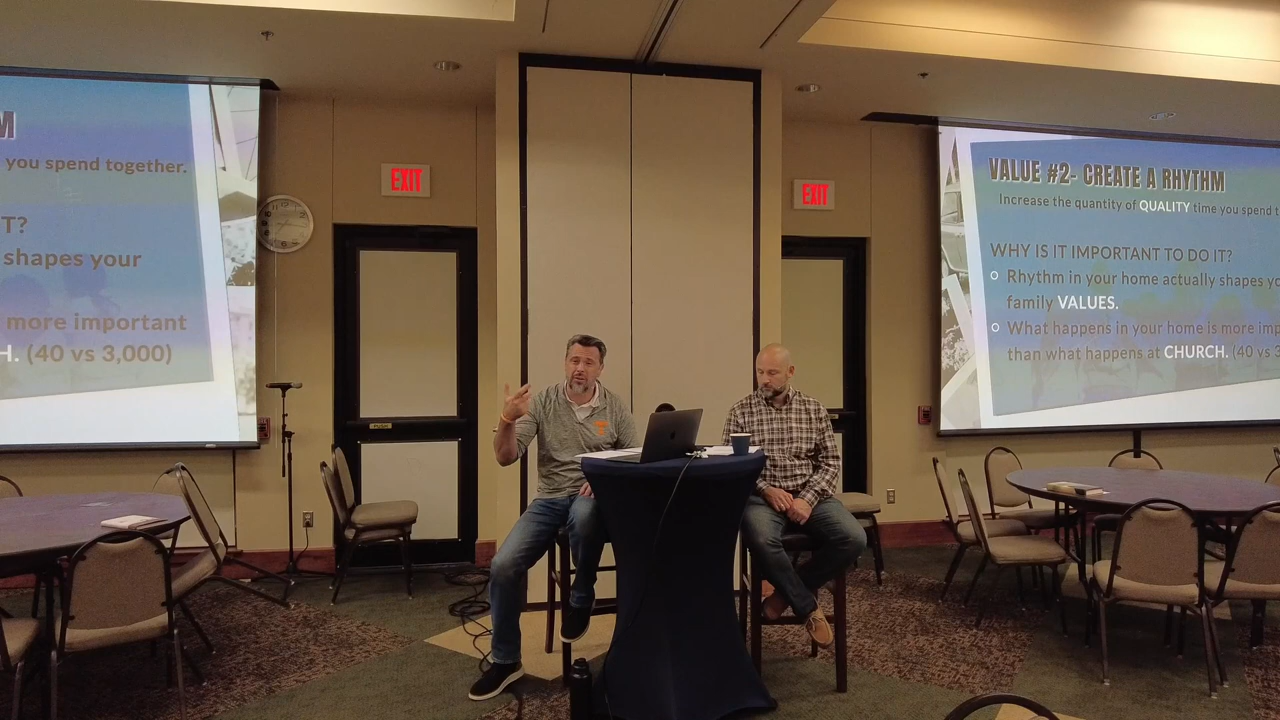 M
you spend together.
T?
shapes your
more important
H. (40 vs 3,000)
EXIT
PUSH
EXIT
VALUE #2- CREATE A RHYTHM
Increase the quantity of QUALITY time you spend t
WHY IS IT IMPORTANT TO DO IT?
Rhythm in your home actually shapes yo
family VALUES.
What happens in your home is more imp
than what happens at CHURCH. (40 vs 3